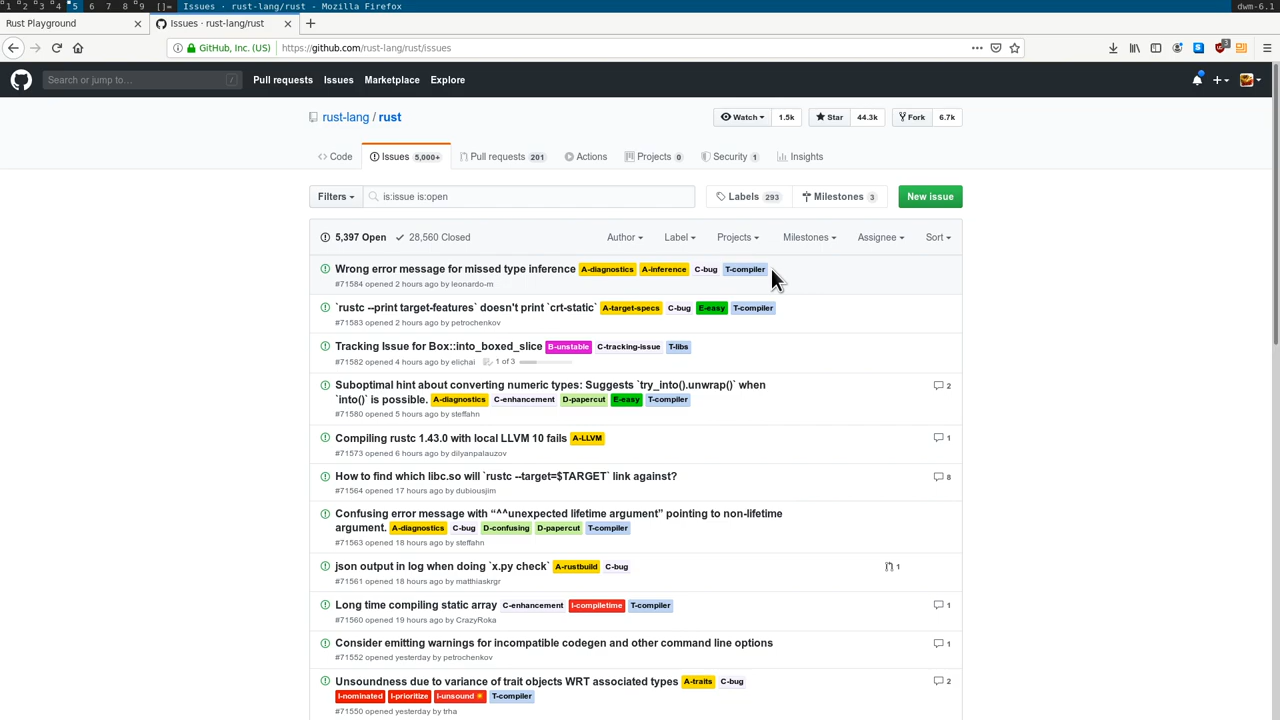 1 2 3 4 5 6 7 8 9 []= Issues · rust-lang/rust - Mozilla Firefox dwm-6.1
Rust Playground × Issues · rust-lang/rust × +
GitHub, Inc. (US) https://github.com/rust-lang/rust/issues 3
Search or jump to… / Pull requests Issues Marketplace Explore
rust-lang / rust Watch 1.5k Star 44.3k Fork 6.7k
Code Issues 5,000+ Pull requests 201 Actions Projects 0 Security 1 Insights
Filters is:issue is:open Labels 293 Milestones 3 New issue
5,397 Open 28,560 Closed Author Label Projects Milestones Assignee Sort
Wrong error message for missed type inference A-diagnostics A-inference C-bug T-compiler
#71584 opened 2 hours ago by leonardo-m
`rustc --print target-features` doesn't print `crt-static` A-target-specs C-bug E-easy T-compiler
#71583 opened 2 hours ago by petrochenkov
Tracking Issue for Box::into_boxed_slice B-unstable C-tracking-issue T-libs
#71582 opened 4 hours ago by elichai 1 of 3
Suboptimal hint about converting numeric types: Suggests `try_into().unwrap()` when 2
`into()` is possible. A-diagnostics C-enhancement D-papercut E-easy T-compiler
#71580 opened 5 hours ago by steffahn
Compiling rustc 1.43.0 with local LLVM 10 fails A-LLVM 1
#71573 opened 6 hours ago by dilyanpalauzov
How to find which libc.so will `rustc --target=$TARGET` link against? 8
#71564 opened 17 hours ago by dubiousjim
Confusing error message with “^^unexpected lifetime argument” pointing to non-lifetime
argument. A-diagnostics C-bug D-confusing D-papercut T-compiler
#71563 opened 18 hours ago by steffahn
json output in log when doing `x.py check` A-rustbuild C-bug 1
#71561 opened 18 hours ago by matthiaskrgr
Long time compiling static array C-enhancement I-compiletime T-compiler 1
#71560 opened 19 hours ago by CrazyRoka
Consider emitting warnings for incompatible codegen and other command line options 1
#71552 opened yesterday by petrochenkov
Unsoundness due to variance of trait objects WRT associated types A-traits C-bug 2
I-nominated I-prioritize I-unsound T-compiler
#71550 opened yesterday by trha